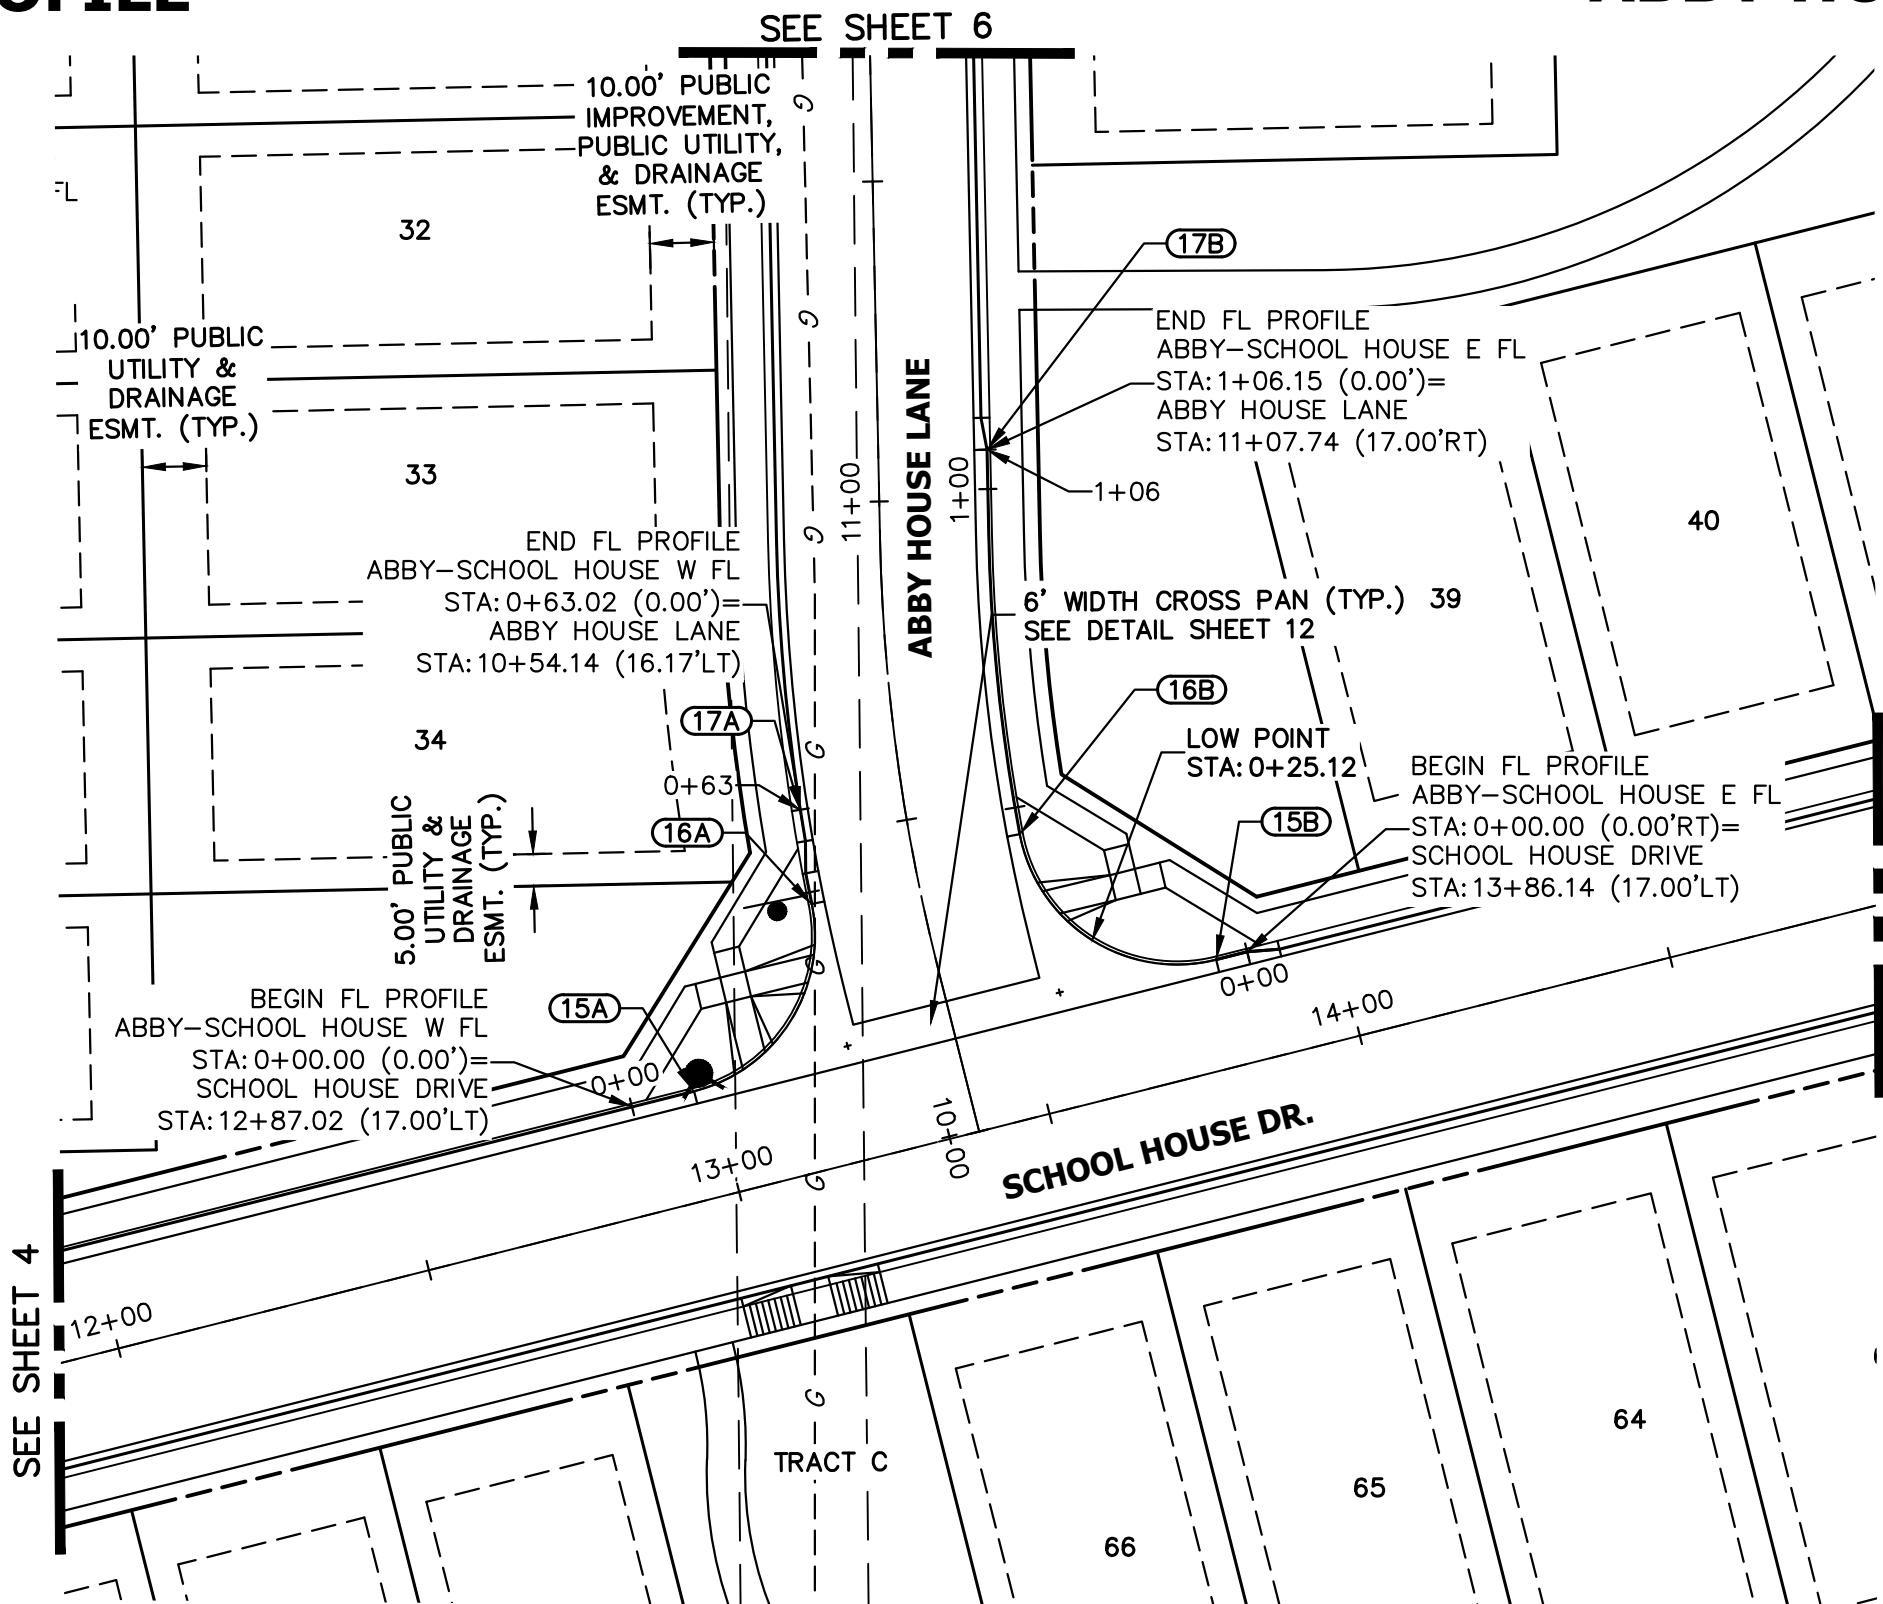 SEE SHEET 6
10.00' PUBLIC
IMPROVEMENT,
PUBLIC UTILITY,
& DRAINAGE
ESMT. (TYP.)
G
FL
32
17B
10.00' PUBLIC
UTILITY &
DRAINAGE
ESMT. (TYP.)
G
END FL PROFILE
ABBY-SCHOOL HOUSE E FL
STA:1+06.15 (0.00')=
ABBY HOUSE LANE
STA:11+07.74 (17.00'RT)
33
11+00
ABBY HOUSE LANE
1+00
1+06
40
G
END FL PROFILE
ABBY-SCHOOL HOUSE W FL
STA:0+63.02 (0.00')=
ABBY HOUSE LANE
STA:10+54.14 (16.17'LT)
6' WIDTH CROSS PAN (TYP.)
SEE DETAIL SHEET 12
39
16B
17A
34
G
LOW POINT
STA:0+25.12
0+63
16A
15B
BEGIN FL PROFILE
ABBY-SCHOOL HOUSE E FL
STA:0+00.00 (0.00'RT)=
SCHOOL HOUSE DRIVE
STA:13+86.14 (17.00'LT)
5.00' PUBLIC
UTILITY &
DRAINAGE
ESMT. (TYP.)
G
0+00
14+00
15A
BEGIN FL PROFILE
ABBY-SCHOOL HOUSE W FL
STA:0+00.00 (0.00')=
SCHOOL HOUSE DRIVE
STA:12+87.02 (17.00'LT)
0+00
10+00
SCHOOL HOUSE DR.
13+00
G
SEE SHEET 4
12+00
G
TRACT C
64
65
66